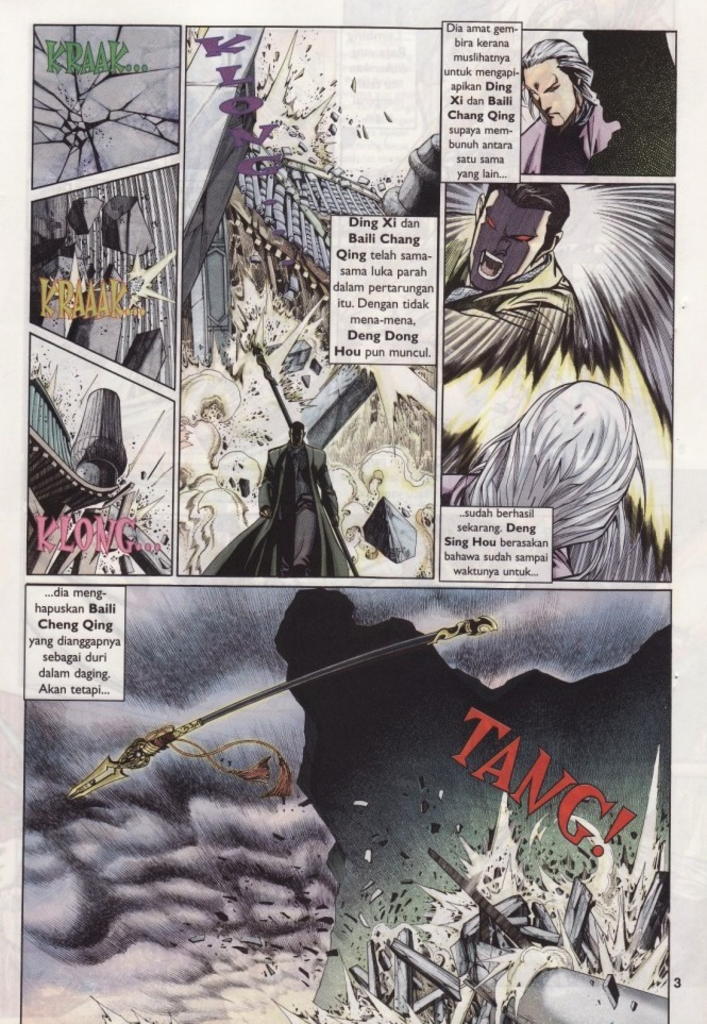 KRAAK...
KRAAAK...
KLONG...
KLONG...
Ding Xi dan
Baili Chang
Qing telah sama-
sama luka parah
dalam pertarungan
itu. Dengan tidak
mena-mena,
Deng Dong
Hou pun muncul.
Dia amat gem-
bira kerana
muslihatnya
untuk mengapi-
apikan Ding
Xi dan Baili
Chang Qing
supaya mem-
bunuh antara
satu sama
yang lain...
...sudah berhasil
sekarang. Deng
Sing Hou berasakan
bahawa sudah sampai
waktunya untuk...
...dia meng-
hapuskan Baili
Cheng Qing
yang dianggapnya
sebagai duri
dalam daging.
Akan tetapi...
TANG!
3